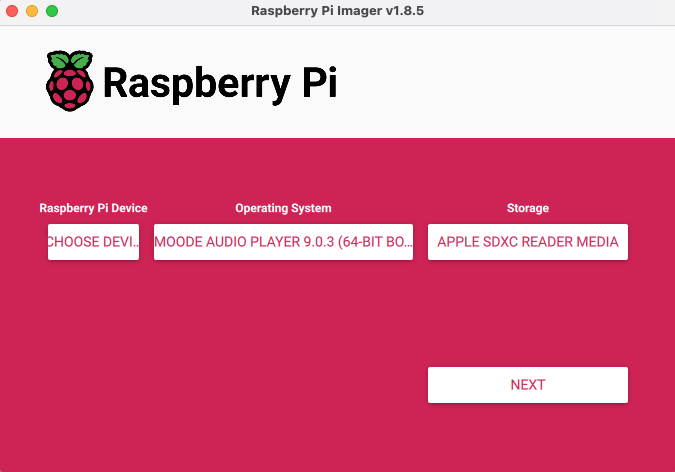 Raspberry Pi Imager v1.8.5
Raspberry Pi
Raspberry Pi Device
Operating System
Storage
CHOOSE DEVI...
MOODE AUDIO PLAYER 9.0.3 (64-BIT BO...
APPLE SDXC READER MEDIA
NEXT